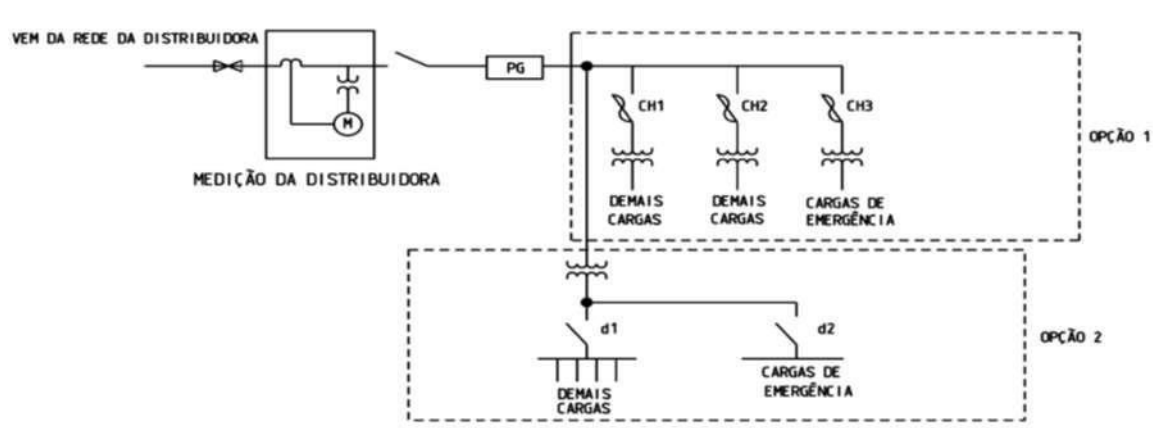 VEM DA REDE DA DISTRIBUIDORA
M
MEDIÇÃO DA DISTRIBUIDORA
PG
CH1
CH2
CH3
DEMAIS
CARGAS
DEMAIS
CARGAS
CARGAS DE
EMERGÊNCIA
OPÇÃO 1
d1
d2
DEMAIS
CARGAS
CARGAS DE
EMERGÊNCIA
OPÇÃO 2